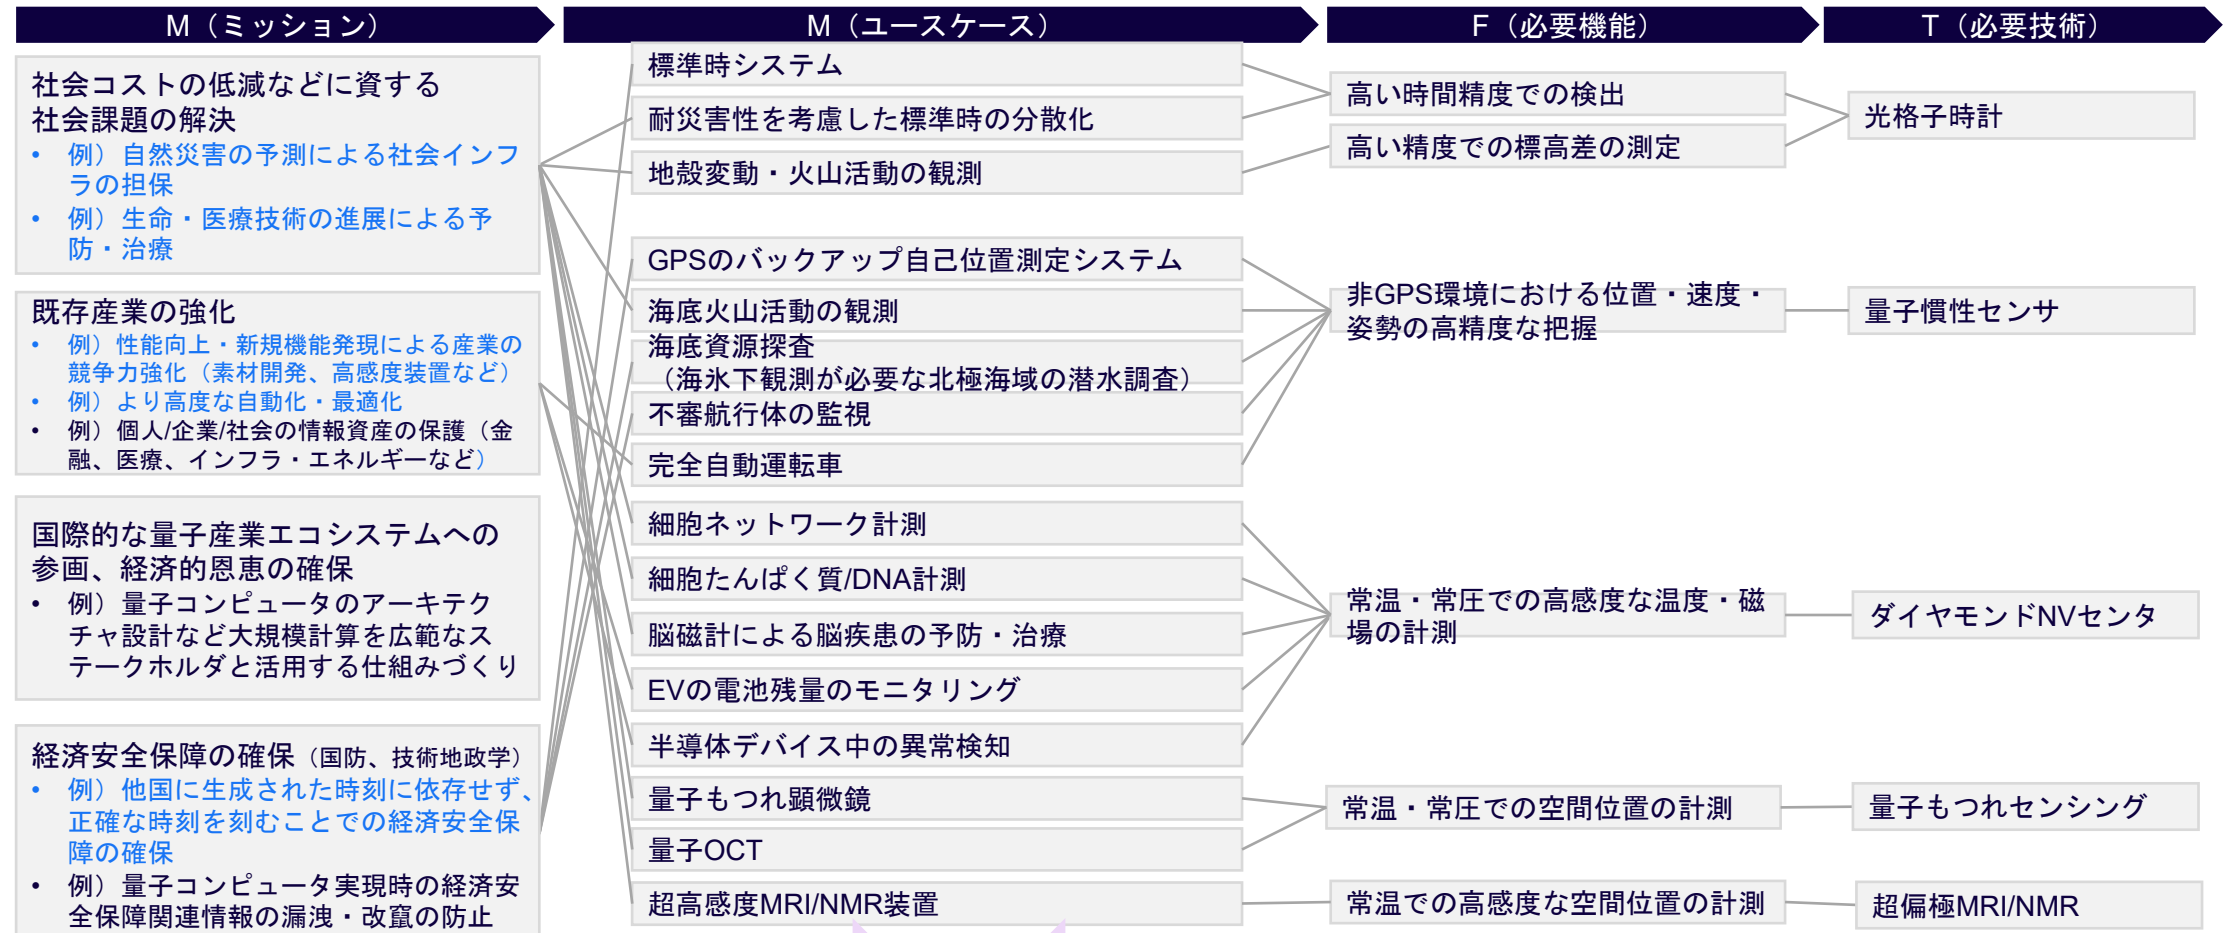 M（ミッション）
M（ユースケース）
F（必要機能）
T（必要技術）
社会コストの低減などに資する
社会課題の解決
• 例）自然災害の予測による社会インフ
ラの担保
• 例）生命・医療技術の進展による予
防・治療
既存産業の強化
• 例）性能向上・新規機能発現による産業の
競争力強化（素材開発、高感度装置など）
• 例）より高度な自動化・最適化
• 例）個人/企業/社会の情報資産の保護（金
融、医療、インフラ・エネルギーなど）
国際的な量子産業エコシステムへの
参画、経済的恩恵の確保
• 例）量子コンピュータのアーキテク
チャ設計など大規模計算を広範なス
テークホルダと活用する仕組みづくり
経済安全保障の確保（国防、技術地政学）
• 例）他国に生成された時刻に依存せず、
正確な時刻を刻むことでの経済安全保
障の確保
• 例）量子コンピュータ実現時の経済安
全保障関連情報の漏洩・改竄の防止
標準時システム
耐災害性を考慮した標準時の分散化
地殻変動・火山活動の観測
GPSのバックアップ自己位置測定システム
海底火山活動の観測
海底資源探査
（海氷下観測が必要な北極海域の潜水調査）
不審航行体の監視
完全自動運転車
細胞ネットワーク計測
細胞たんぱく質/DNA計測
脳磁計による脳疾患の予防・治療
EVの電池残量のモニタリング
半導体デバイス中の異常検知
量子もつれ顕微鏡
量子OCT
超高感度MRI/NMR装置
高い時間精度での検出
高い精度での標高差の測定
非GPS環境における位置・速度・
姿勢の高精度な把握
常温・常圧での高感度な温度・磁
場の計測
常温・常圧での空間位置の計測
常温での高感度な空間位置の計測
光格子時計
量子慣性センサ
ダイヤモンドNVセンタ
量子もつれセンシング
超偏極MRI/NMR